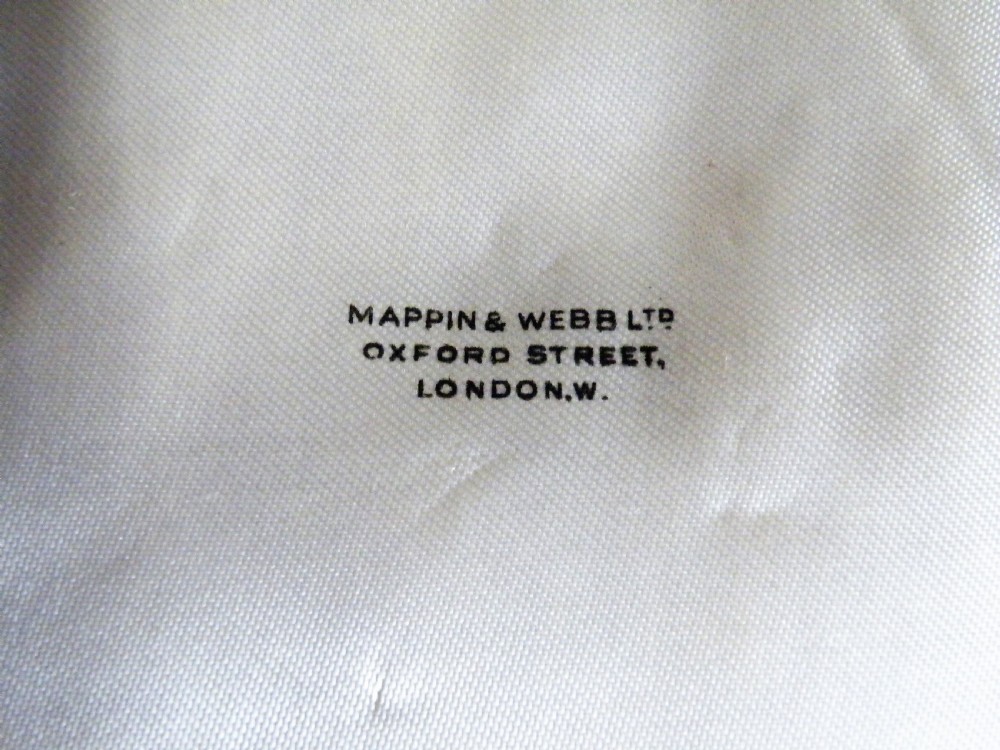 MAPPIN & WEBB LTD
OXFORD STREET,
LONDON.W.